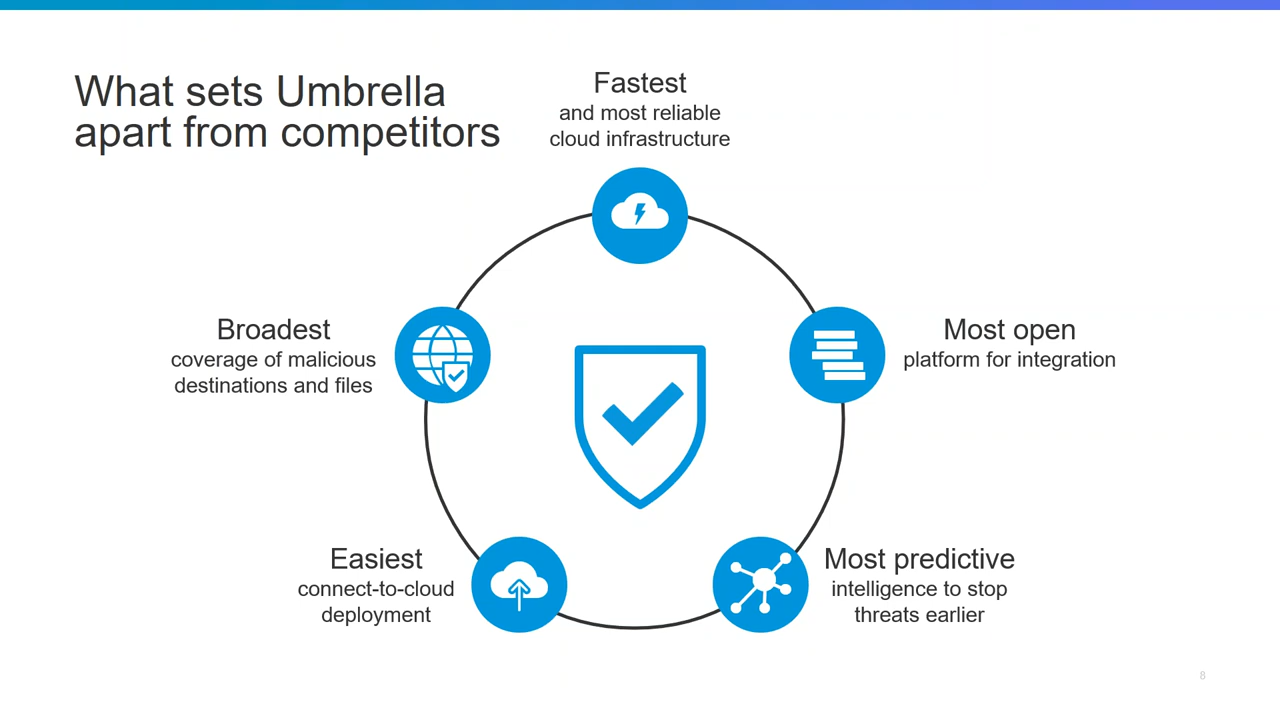 What sets Umbrella
apart from competitors
Fastest
and most reliable
cloud infrastructure
Broadest
coverage of malicious
destinations and files
Most open
platform for integration
Easiest
connect-to-cloud
deployment
Most predictive
intelligence to stop
threats earlier
8